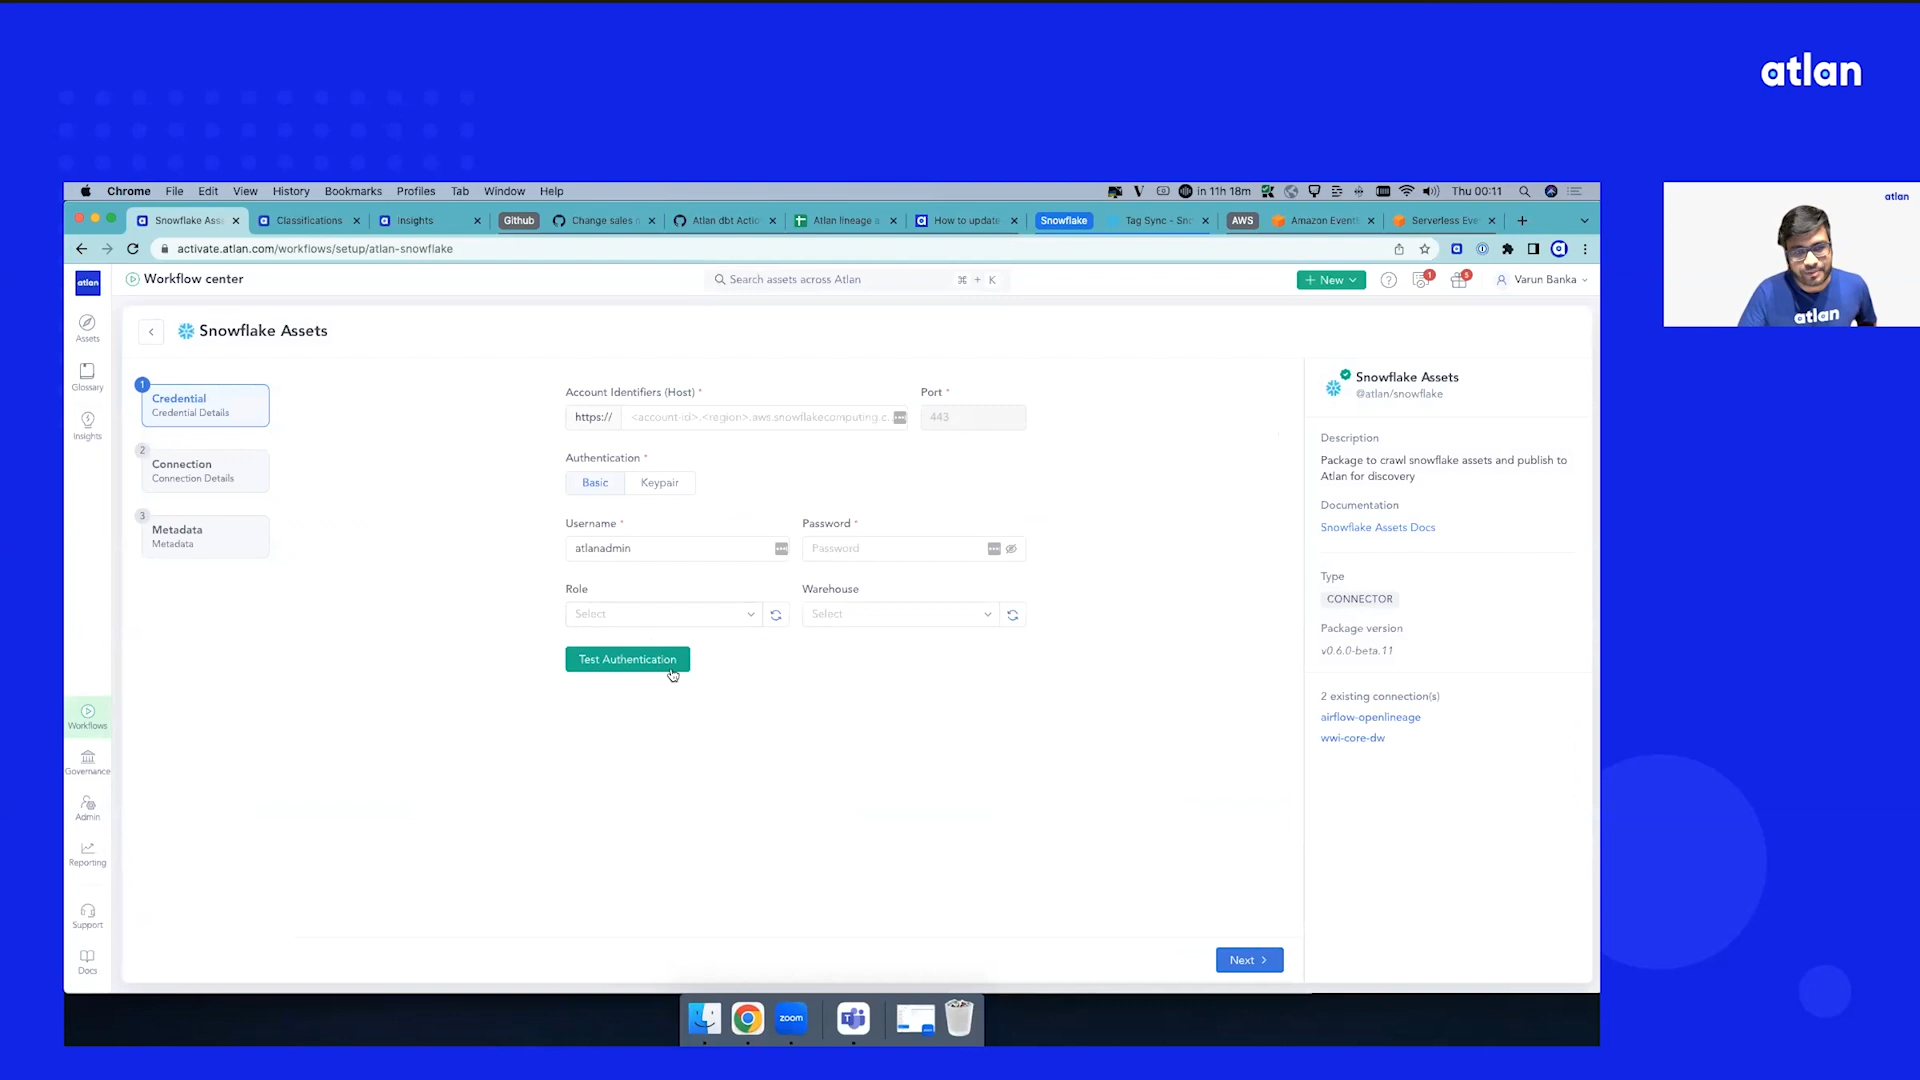 atlan
Chrome File Edit View History Bookmarks Profiles Tab Window Help
in 11h 18m
Thu 00:11
Snowflake Ass
Classifications
Insights
Github
Change sales
Atlan dbt Actio
Atlan lineage a
How to update
Snowflake
Tag Sync - Sno
AWS
Amazon Event
Serverless Eve
activate.atlan.com/workflows/setup/atlan-snowflake
atlan
atlan
atlan
Workflow center
Search assets across Atlan
⌘ + K
+ New
1
5
Varun Banka
Assets
Glossary
Insights
Workflows
Governance
Admin
Reporting
Support
Docs
Snowflake Assets
1
Credential
Credential Details
2
Connection
Connection Details
3
Metadata
Metadata
Account Identifiers (Host) *
Port *
https://
<account-id>.<region>.aws.snowflakecomputing.c...
443
Authentication *
Basic
Keypair
Username *
Password *
atlanadmin
Password
Role
Warehouse
Select
Select
Test Authentication
Next >
Snowflake Assets
@atlan/snowflake
Description
Package to crawl snowflake assets and publish to
Atlan for discovery
Documentation
Snowflake Assets Docs
Type
CONNECTOR
Package version
v0.6.0-beta.11
2 existing connection(s)
airflow-openlineage
wwi-core-dw
zoom